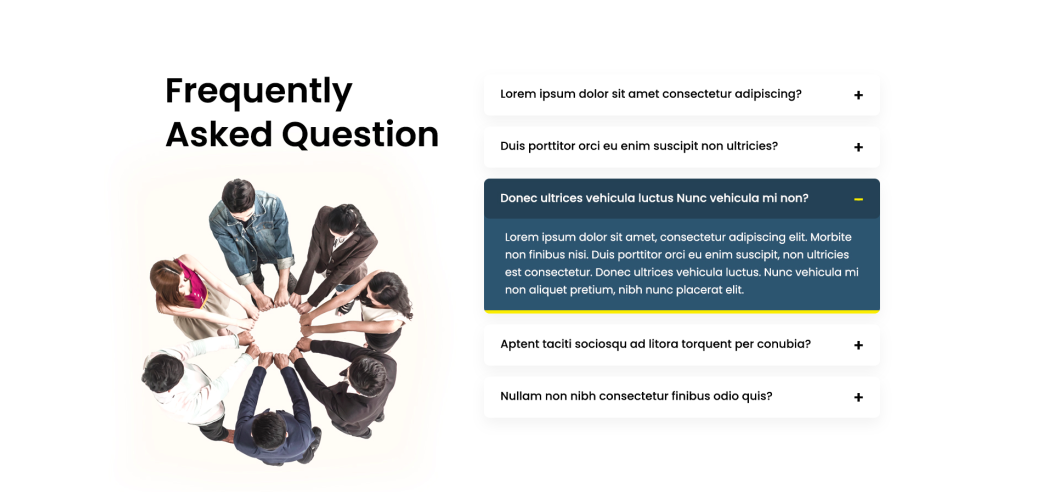 Frequently
Asked Question
Lorem ipsum dolor sit amet consectetur adipiscing?
Duis porttitor orci eu enim suscipit non ultricies?
Donec ultrices vehicula luctus Nunc vehicula mi non?
Lorem ipsum dolor sit amet, consectetur adipiscing elit. Morbite
non finibus nisi. Duis porttitor orci eu enim suscipit, non ultricies
est consectetur. Donec ultrices vehicula luctus. Nunc vehicula mi
non aliquet pretium, nibh nunc placerat elit.
Aptent taciti sociosqu ad litora torquent per conubia?
Nullam non nibh consectetur finibus odio quis?